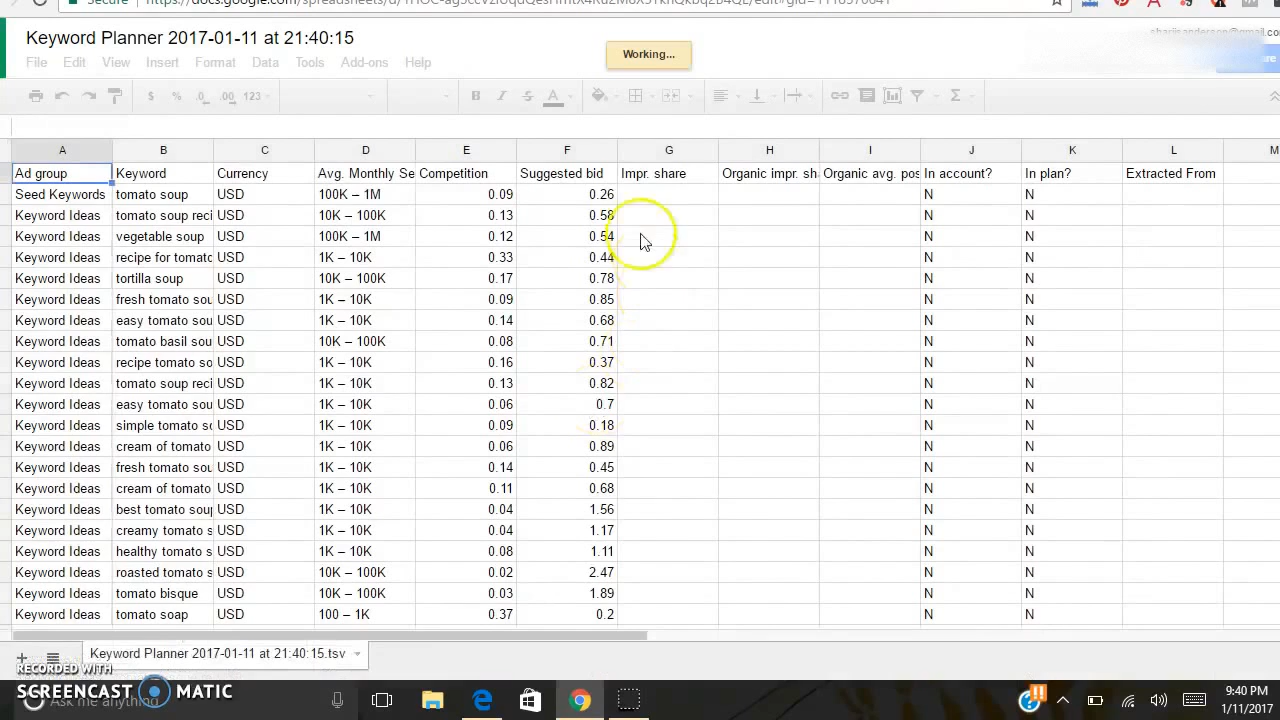 Keyword Planner 2017-01-11 at 21:40:15
Working...
File Edit View Insert Format Data Tools Add-ons Help
$ % .0 .00 123
B I S A
A B C D E F G H I J K L M
Ad group Keyword Currency Avg. Monthly Se Competition Suggested bid Impr. share Organic impr. sh Organic avg. pos In account? In plan? Extracted From
Seed Keywords tomato soup USD 100K – 1M 0.09 0.26 N N
Keyword Ideas tomato soup reci USD 10K – 100K 0.13 0.58 N N
Keyword Ideas vegetable soup USD 100K – 1M 0.12 0.54 N N
Keyword Ideas recipe for tomato USD 1K – 10K 0.33 0.44 N N
Keyword Ideas tortilla soup USD 10K – 100K 0.17 0.78 N N
Keyword Ideas fresh tomato sou USD 1K – 10K 0.09 0.85 N N
Keyword Ideas easy tomato sou USD 1K – 10K 0.14 0.68 N N
Keyword Ideas tomato basil sou USD 10K – 100K 0.08 0.71 N N
Keyword Ideas recipe tomato so USD 1K – 10K 0.16 0.37 N N
Keyword Ideas tomato soup reci USD 1K – 10K 0.13 0.82 N N
Keyword Ideas easy tomato sou USD 1K – 10K 0.06 0.7 N N
Keyword Ideas simple tomato so USD 1K – 10K 0.09 0.18 N N
Keyword Ideas cream of tomato USD 1K – 10K 0.06 0.89 N N
Keyword Ideas fresh tomato sou USD 1K – 10K 0.14 0.45 N N
Keyword Ideas cream of tomato USD 1K – 10K 0.11 0.68 N N
Keyword Ideas best tomato soup USD 1K – 10K 0.04 1.56 N N
Keyword Ideas creamy tomato s USD 1K – 10K 0.04 1.17 N N
Keyword Ideas healthy tomato s USD 1K – 10K 0.08 1.11 N N
Keyword Ideas roasted tomato s USD 10K – 100K 0.02 2.47 N N
Keyword Ideas tomato bisque USD 10K – 100K 0.03 1.89 N N
Keyword Ideas tomato soap USD 100 – 1K 0.37 0.2 N N
Keyword Planner 2017-01-11 at 21:40:15.tsv
RECORDED WITH
SCREENCAST MATIC
Ask me anything
9:40 PM
1/11/2017